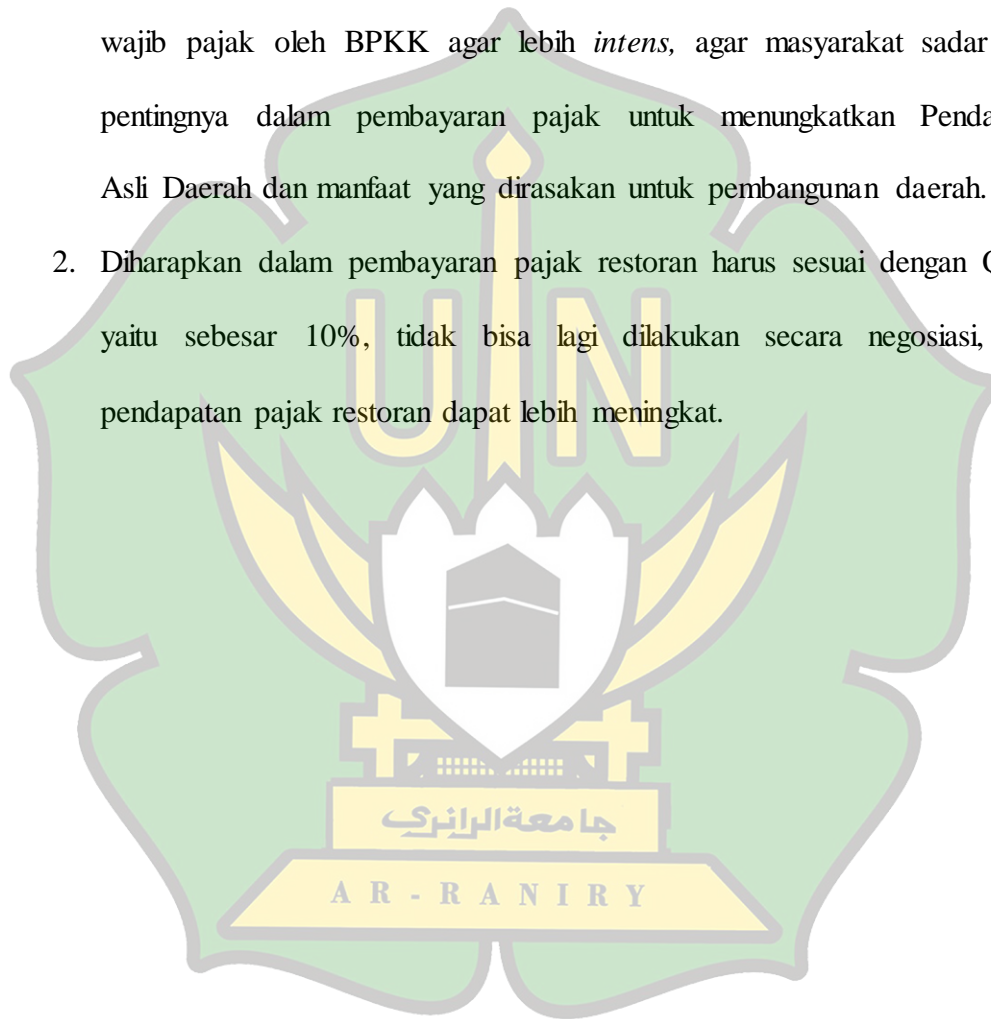 wajib pajak oleh BPKK agar lebih intens, agar masyarakat sadar
pentingnya dalam pembayaran pajak untuk menungkatkan Penda
Asli Daerah dan manfaat yang dirasakan untuk pembangunan daerah.
2. Diharapkan dalam pembayaran pajak restoran harus sesuai dengan
yaitu sebesar 10%, tidak bisa lagi dilakukan secara negosiasi,
pendapatan pajak restoran dapat lebih meningkat.
UIN
جامعة الرانري
AR-RANIRY